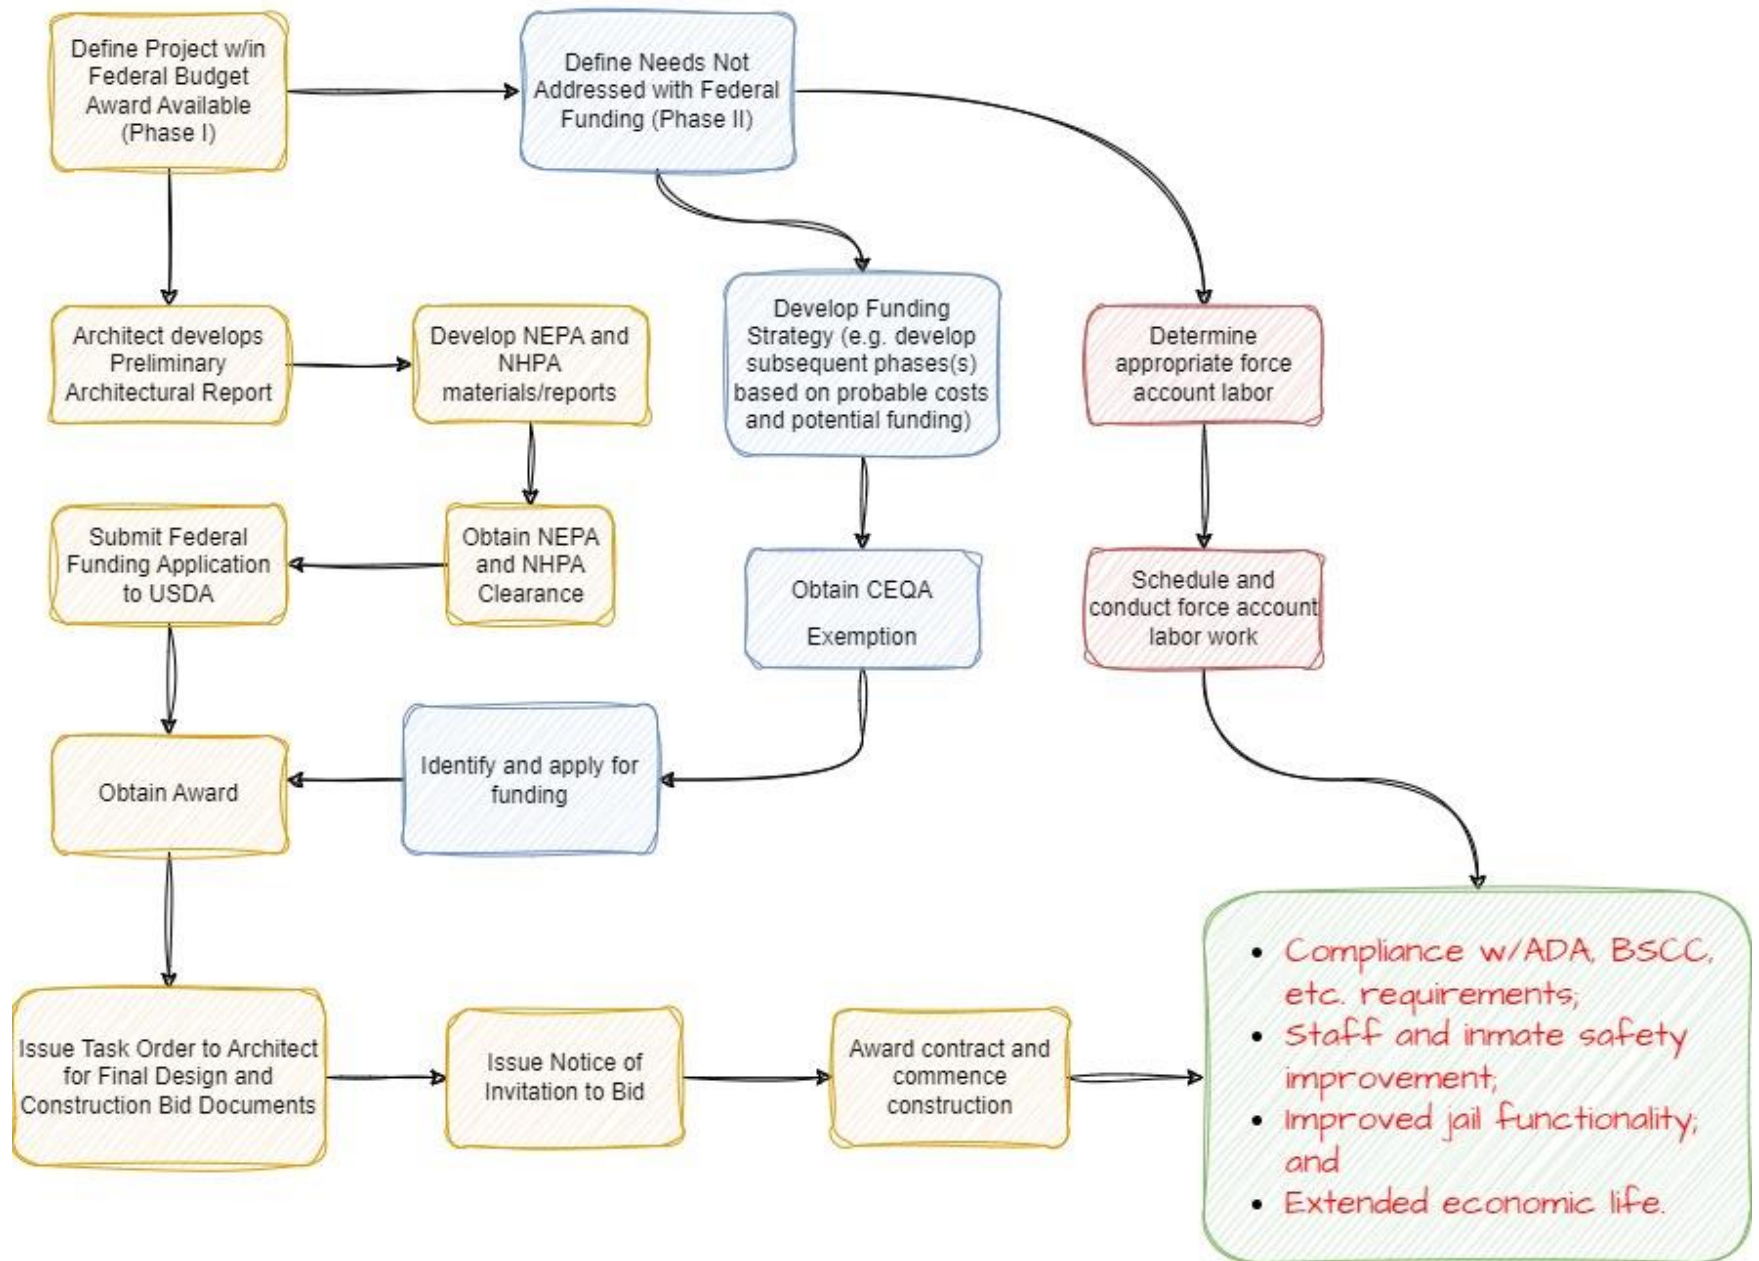 Define Project w/in
Federal Budget
Award Available
(Phase I)
Define Needs Not
Addressed with Federal
Funding (Phase II)
Architect develops
Preliminary
Architectural Report
Develop NEPA and
NHPA
materials/reports
Develop Funding
Strategy (e.g. develop
subsequent phases(s)
based on probable costs
and potential funding)
Determine
appropriate force
account labor
Submit Federal
Funding Application
to USDA
Obtain NEPA
and NHPA
Clearance
Obtain CEQA
Exemption
Schedule and
conduct force account
labor work
Obtain Award
Identify and apply for
funding
Issue Task Order to Architect
for Final Design and
Construction Bid Documents
Issue Notice of
Invitation to Bid
Award contract and
commence
construction
• Compliance w/ADA, BSCC,
etc. requirements;
• Staff and inmate safety
improvement;
• Improved jail functionality;
and
• Extended economic life.